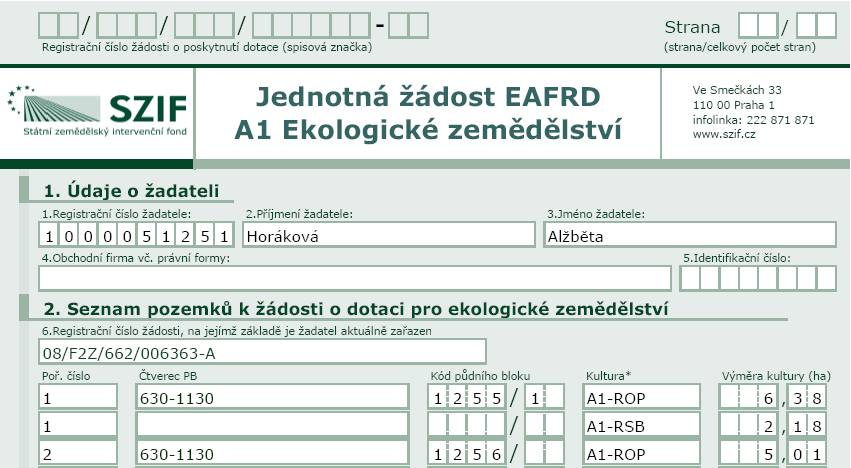 / / / -
Registrační číslo žádosti o poskytnutí dotace (spisová značka)
Strana /
(strana/celkový počet stran)
SZIF
Státní zemědělský intervenční fond
Jednotná žádost EAFRD
A1 Ekologické zemědělství
Ve Smečkách 33
110 00 Praha 1
infolinka: 222 871 871
www.szif.cz
1. Údaje o žadateli
1.Registrační číslo žadatele: 2.Příjmení žadatele: 3.Jméno žadatele:
1000051251 Horáková Alžběta
4.Obchodní firma vč. právní formy: 5.Identifikační číslo:
2. Seznam pozemků k žádosti o dotaci pro ekologické zemědělství
6.Registrační číslo žádosti, na jejímž základě je žadatel aktuálně zařazen
08/F2Z/662/006363-A
Poř. číslo Čtverec PB Kód půdního bloku Kultura* Výměra kultury (ha)
1 630-1130 1255/1 A1-ROP 6,38
1 / A1-RSB 2,18
2 630-1130 1256/ A1-ROP 5,01